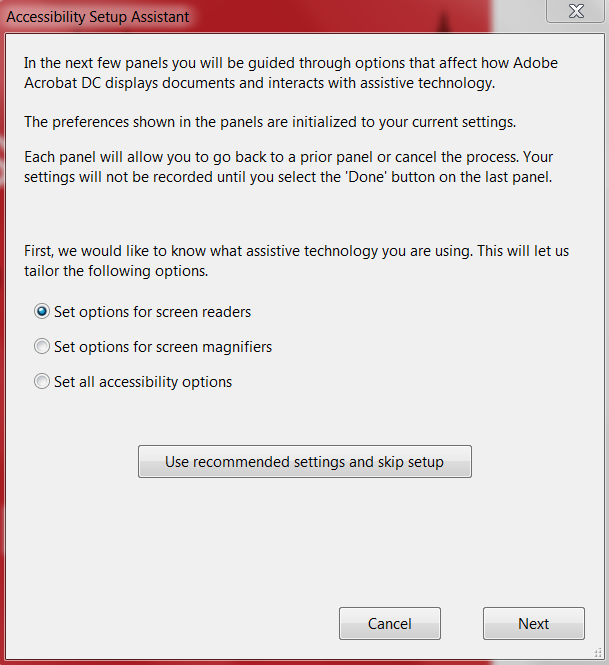 Accessibility Setup Assistant
In the next few panels you will be guided through options that affect how Adobe
Acrobat DC displays documents and interacts with assistive technology.
The preferences shown in the panels are initialized to your current settings.
Each panel will allow you to go back to a prior panel or cancel the process. Your
settings will not be recorded until you select the 'Done' button on the last panel.
First, we would like to know what assistive technology you are using. This will let us
tailor the following options.
Set options for screen readers
Set options for screen magnifiers
Set all accessibility options
Use recommended settings and skip setup
Cancel
Next